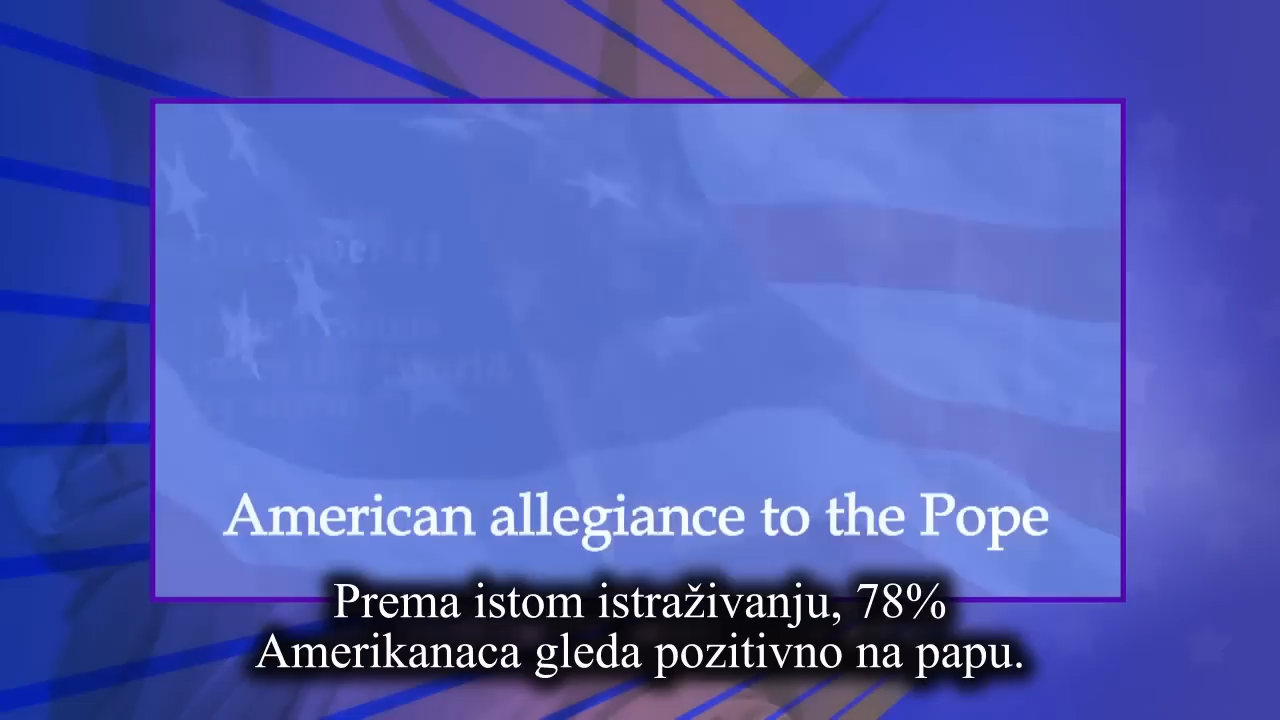 American allegiance to the Pope
Prema istom istraživanju, 78%
Amerikanaca gleda pozitivno na papu.